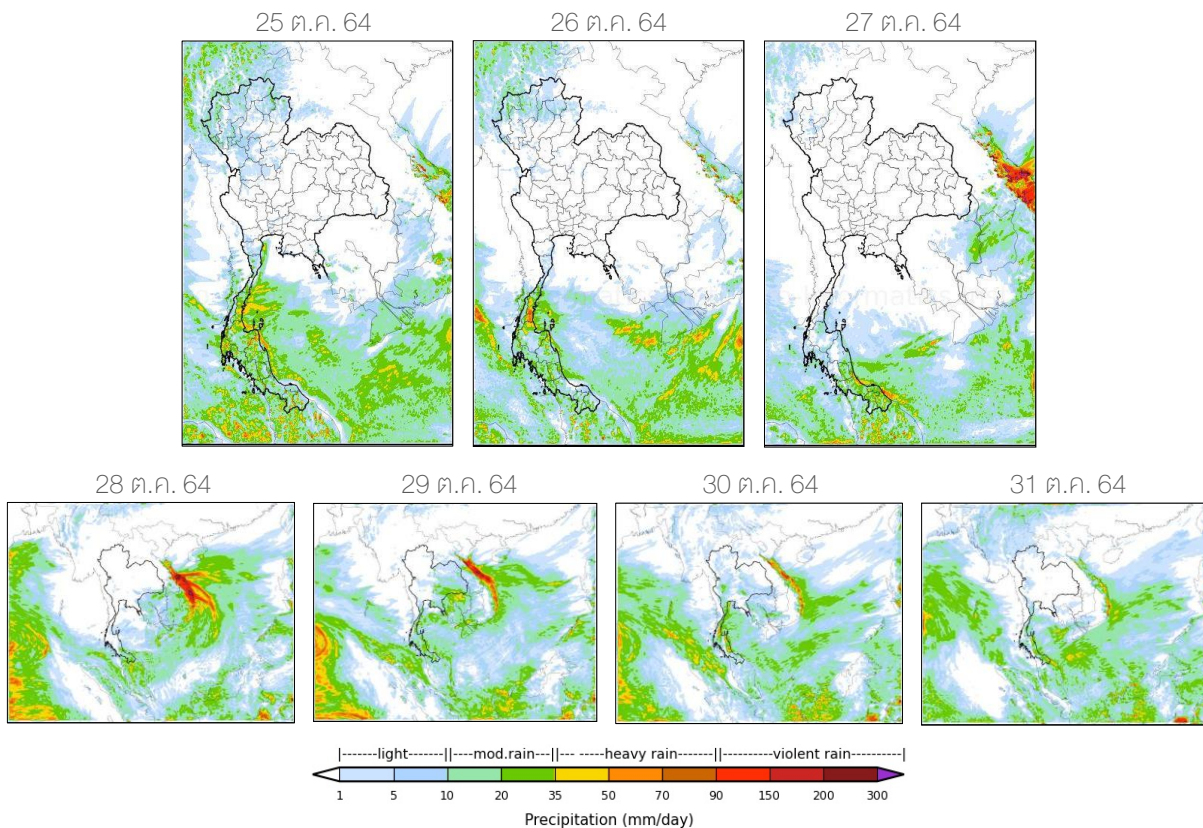 25 ต.ค. 64
26 ต.ค. 64
27 ต.ค. 64
28 ต.ค. 64
29 ต.ค. 64
30 ต.ค. 64
31 ต.ค. 64
|-------light-------||----mod.rain---||--- -----heavy rain-------||---------violent rain----------|
1 5 10 20 35 50 70 90 150 200 300
Precipitation (mm/day)